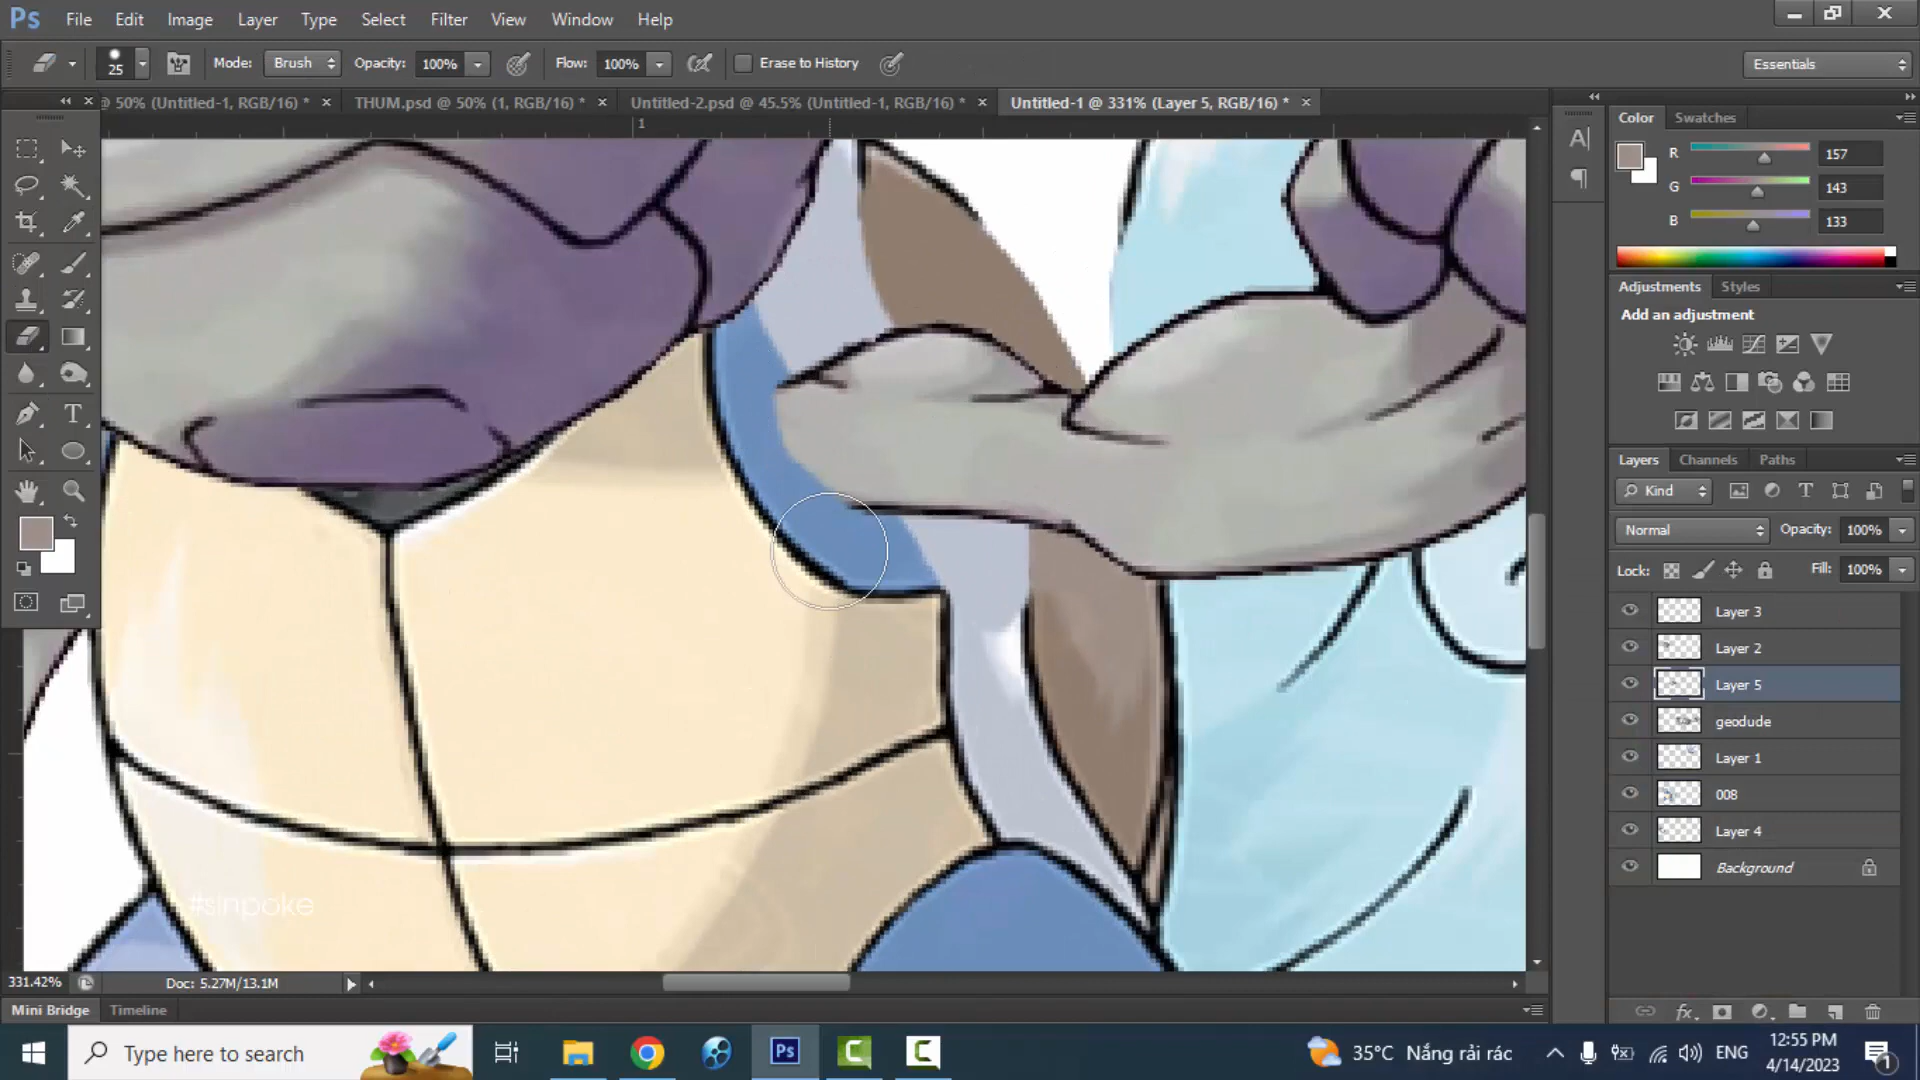 Ps File Edit Image Layer Type Select Filter View Window Help
25 Mode: Brush Opacity: 100% Flow: 100% Erase to History Essentials
@ 50% (Untitled-1, RGB/16) * × THUM.psd @ 50% (1, RGB/16) * × Untitled-2.psd @ 45.5% (Untitled-1, RGB/16) * × Untitled-1 @ 331% (Layer 5, RGB/16) * ×
1
Color Swatches
R 157
G 143
B 133
Adjustments Styles
Add an adjustment
Layers Channels Paths
Kind
Normal Opacity: 100%
Lock: Fill: 100%
Layer 3
Layer 2
Layer 5
geodude
Layer 1
008
Layer 4
Background
#sinpoke
331.42% Doc: 5.27M/13.1M
Mini Bridge Timeline
Type here to search
35°C Nắng rải rác ENG
12:55 PM
4/14/2023
1